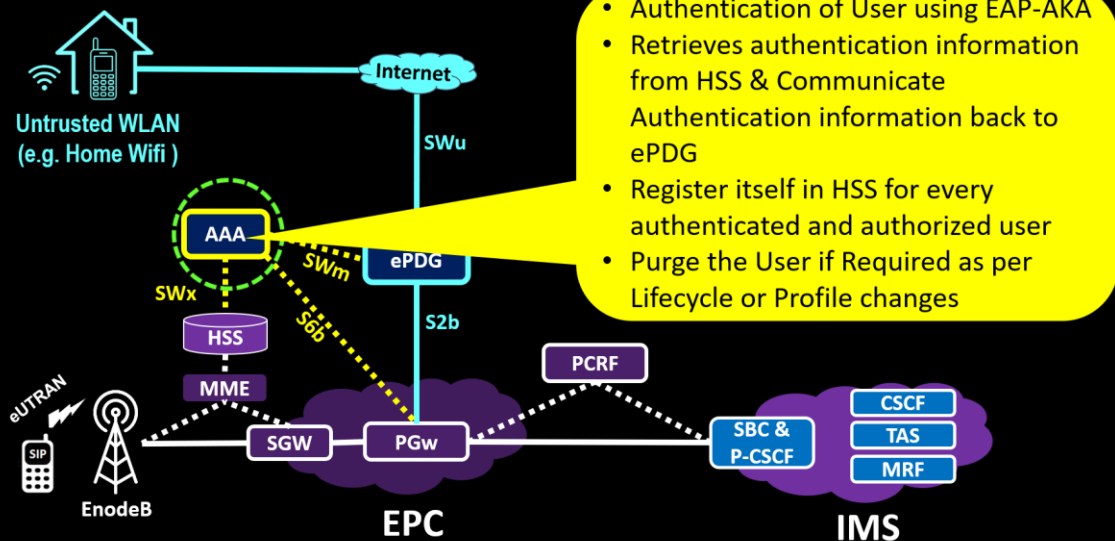 • Authentication of User using EAP-AKA
• Retrieves authentication information
from HSS & Communicate
Authentication information back to
ePDG
• Register itself in HSS for every
authenticated and authorized user
• Purge the User if Required as per
Lifecycle or Profile changes
Internet
Untrusted WLAN
(e.g. Home Wifi )
SWu
AAA
SWm
ePDG
SWx
S6b
S2b
HSS
MME
PCRF
eUTRAN
SIP
EnodeB
SGW
PGw
EPC
SBC &
P-CSCF
CSCF
TAS
MRF
IMS